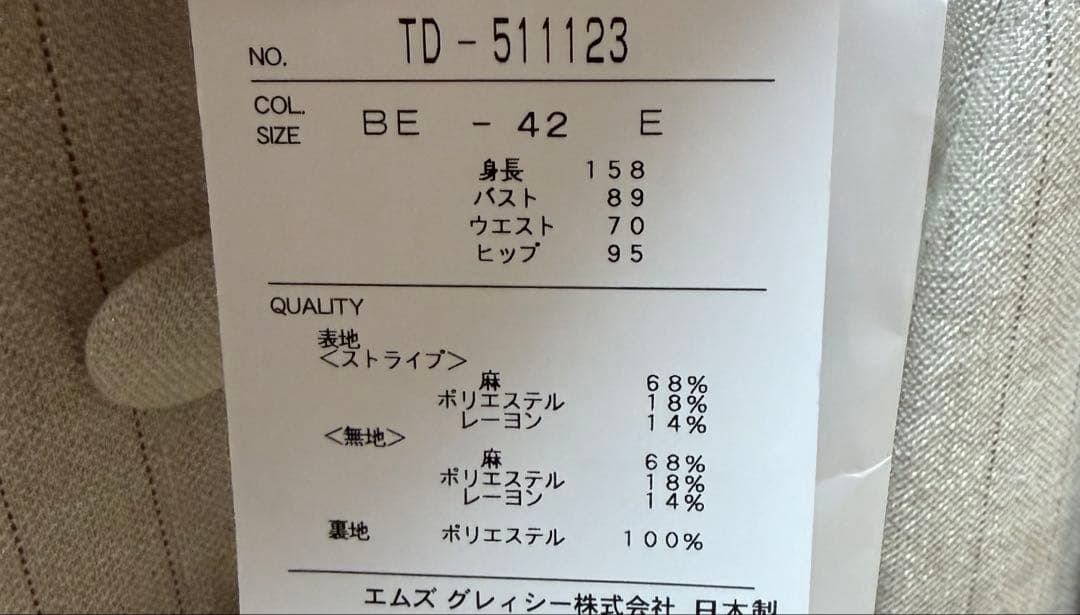 NO. TD-511123
COL.
SIZE BE - 42 E
身長 158
バスト 89
ウエスト 70
ヒップ 95
QUALITY
表地
<ストライプ>
麻 68%
ポリエステル 18%
レーヨン 14%
<無地>
麻 68%
ポリエステル 18%
レーヨン 14%
裏地 ポリエステル 100%
エムズ グレィシー株式会社 日本製